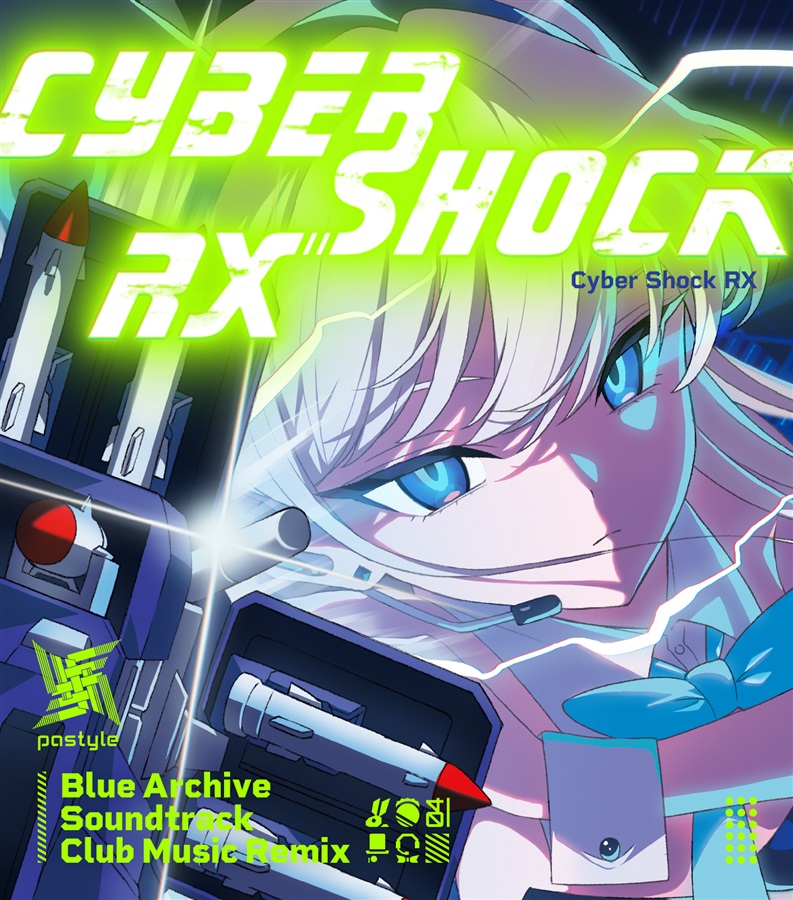 CYBER
SHOCK
RX
Cyber Shock RX
pastyle
Blue Archive
Soundtrack
Club Music Remix